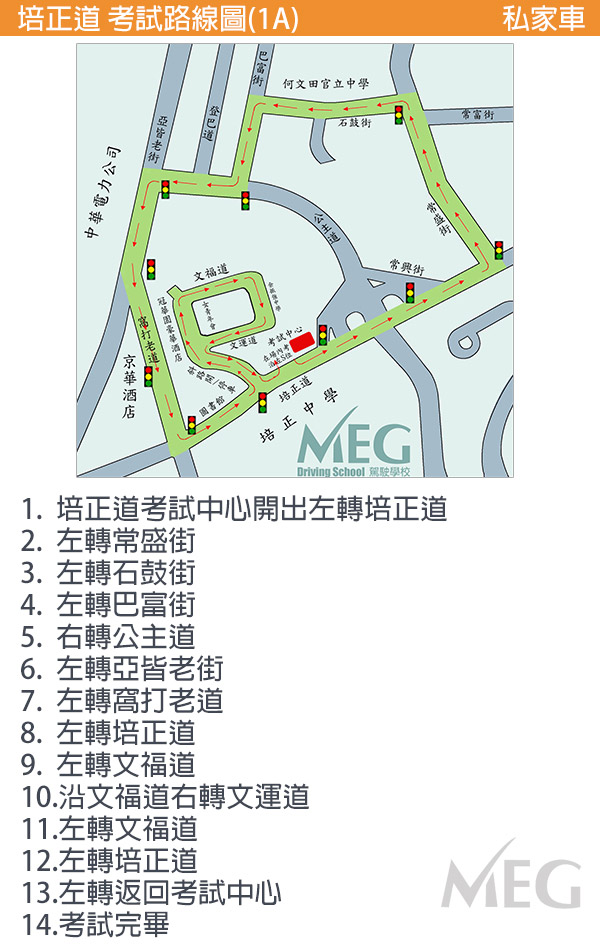 培正道 考試路線圖(1A)
私家車
巴富街
何文田官立中學
石鼓街
常富街
登巴道
亞皆老街
中華電力公司
常盛街
公主道
常興街
文福道
冠華園豪華酒店
窩打老道
文運道
考試中心
京華酒店
培正道
圖書館
培正中學
MEG
Driving School 駕駛學校
1. 培正道考試中心開出左轉培正道
2. 左轉常盛街
3. 左轉石鼓街
4. 左轉巴富街
5. 右轉公主道
6. 左轉亞皆老街
7. 左轉窩打老道
8. 左轉培正道
9. 左轉文福道
10.沿文福道右轉文運道
11.左轉文福道
12.左轉培正道
13.左轉返回考試中心
14.考試完畢
MEG